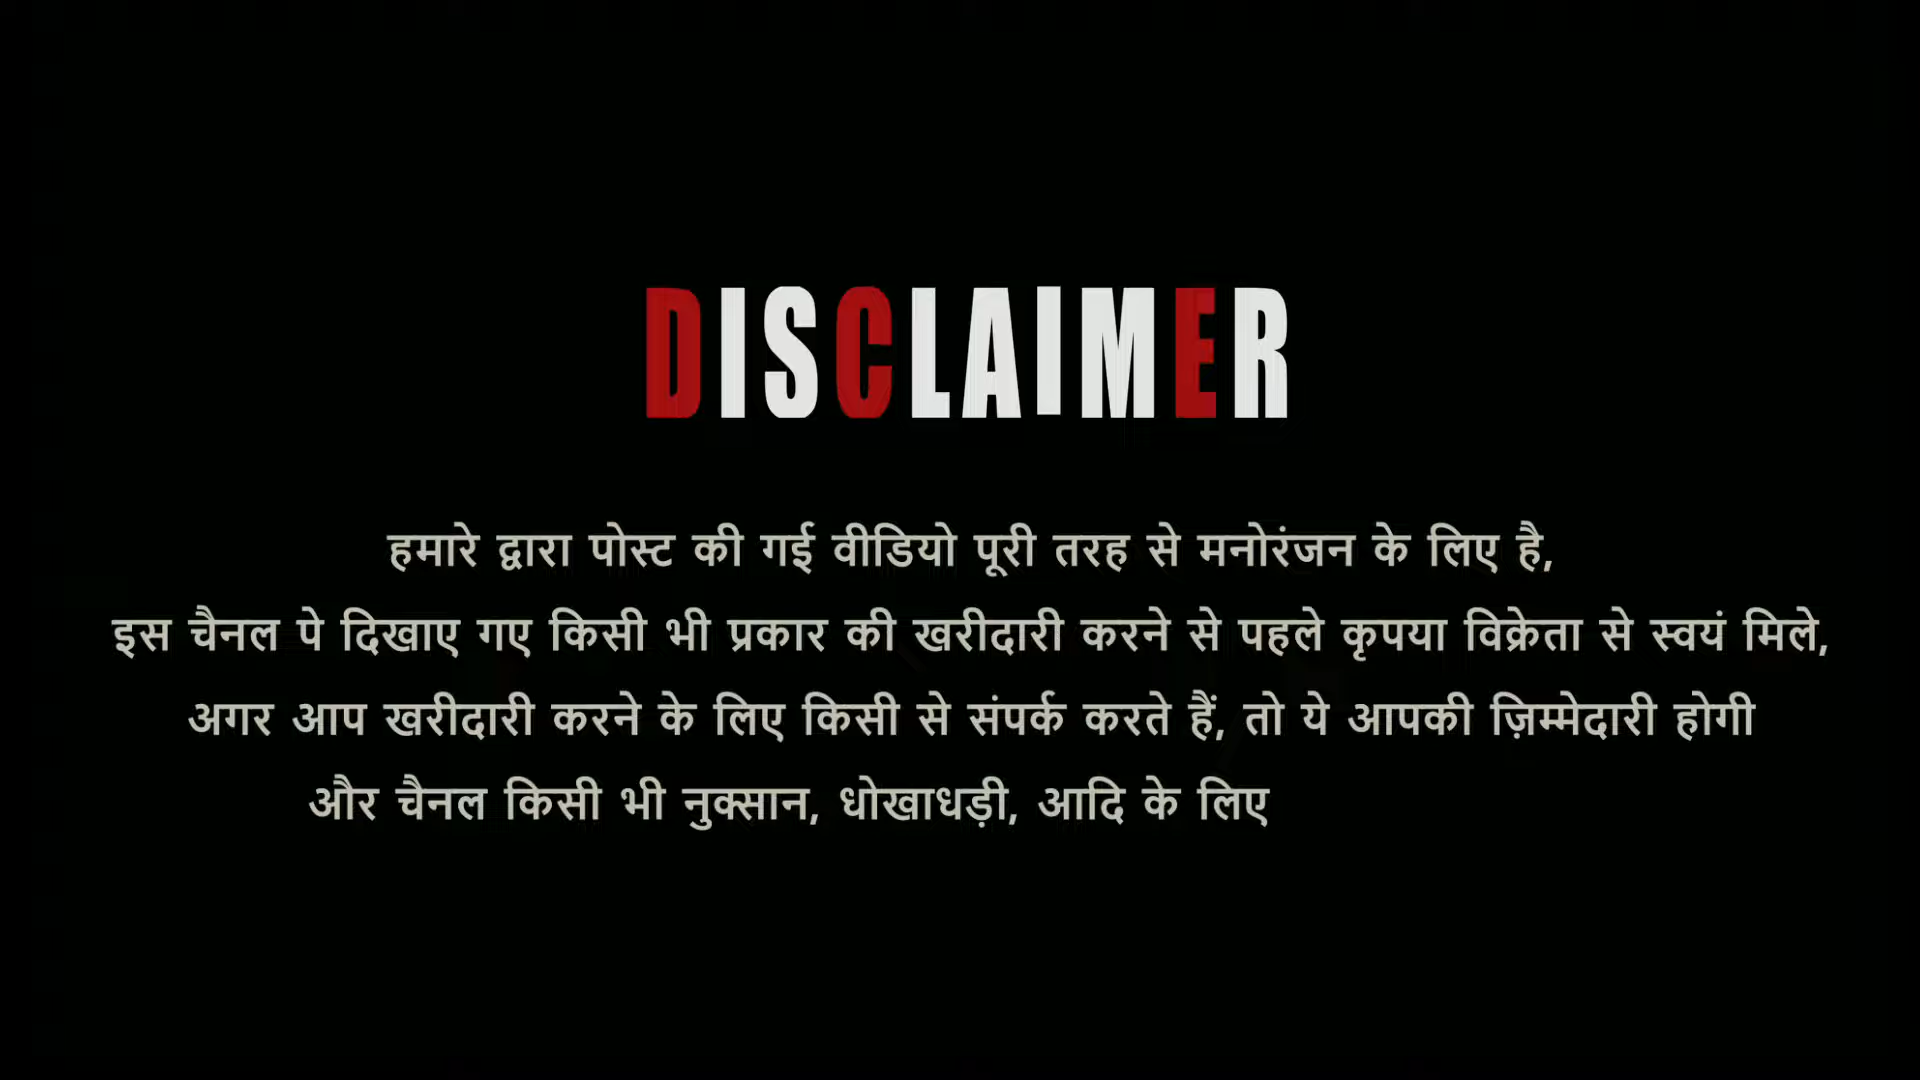 DISCLAIMER
हमारे द्वारा पोस्ट की गई वीडियो पूरी तरह से मनोरंजन के लिए है,
इस चैनल पे दिखाए गए किसी भी प्रकार की खरीदारी करने से पहले कृपया विक्रेता से स्वयं मिले,
अगर आप खरीदारी करने के लिए किसी से संपर्क करते हैं, तो ये आपकी ज़िम्मेदारी होगी
और चैनल किसी भी नुक्सान, धोखाधड़ी, आदि के लिए